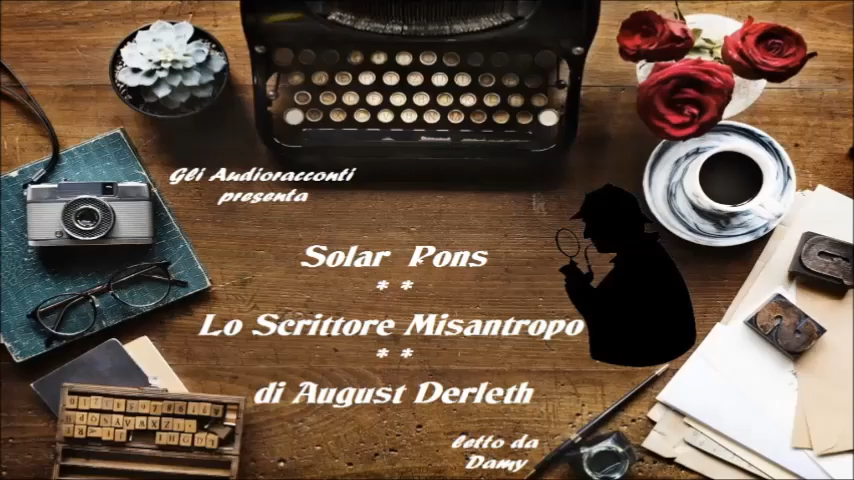 Gli Audioracconti
presenta
Solar Pons
* *
Lo Scrittore Misantropo
* *
di August Derleth
letto da
Damy